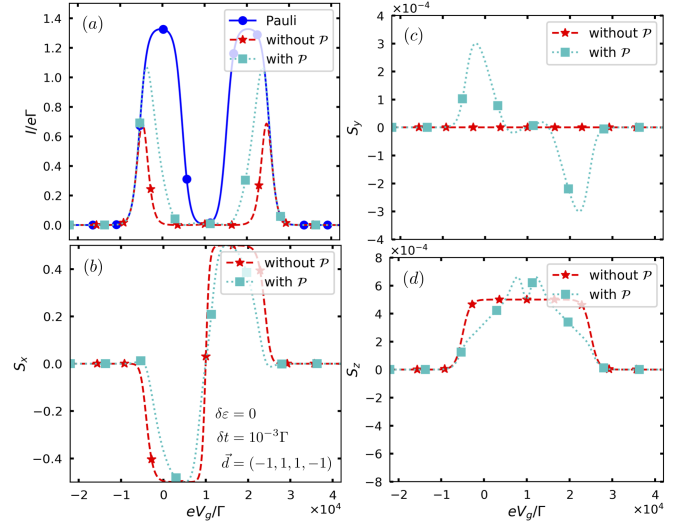 (a)
Pauli
without 𝒫
with 𝒫
I/eΓ
1.4
1.2
1.0
0.8
0.6
0.4
0.2
0.0
(b)
without 𝒫
with 𝒫
S_x
0.4
0.2
0.0
−0.2
−0.4
δε = 0
δt = 10⁻³Γ
d⃗ = (−1, 1, 1, −1)
−2 −1 0 1 2 3 4
eV_g/Γ ×10⁴
×10⁻⁴
(c)
without 𝒫
with 𝒫
S_y
4
3
2
1
0
−1
−2
−3
−4
×10⁻⁴
(d)
without 𝒫
with 𝒫
S_z
8
6
4
2
0
−2
−4
−6
−8
−2 −1 0 1 2 3 4
eV_g/Γ ×10⁴